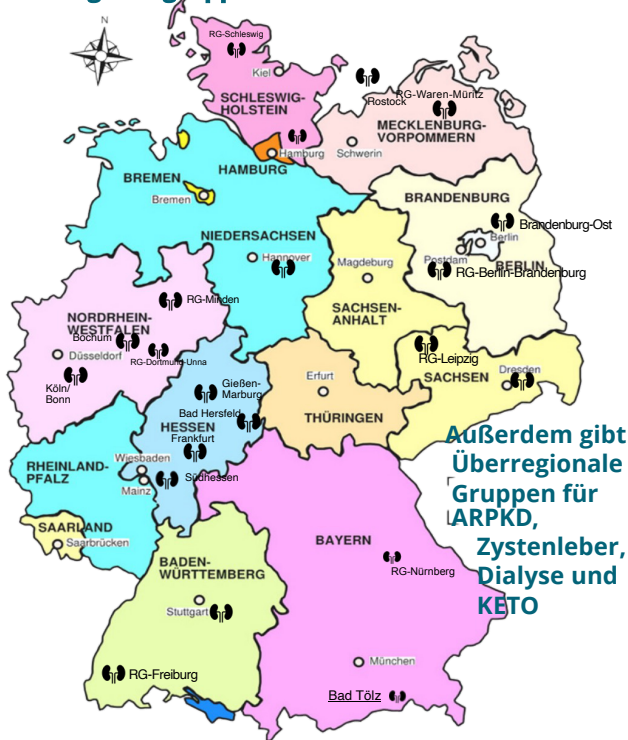 N
RG-Schleswig
Kiel
SCHLESWIG-
HOLSTEIN
Rostock
RG-Waren-Müritz
MECKLENBURG-
VORPOMMERN
Schwerin
Hamburg
HAMBURG
BREMEN
Bremen
BRANDENBURG
Brandenburg-Ost
Berlin
BERLIN
Potsdam
RG-Berlin-Brandenburg
NIEDERSACHSEN
Hannover
Magdeburg
SACHSEN-
ANHALT
RG-Minden
NORDRHEIN-
WESTFALEN
Bochum
Düsseldorf
RG-Dortmund-Unna
Köln/
Bonn
RG-Leipzig
SACHSEN
Dresden
Gießen-
Marburg
Bad Hersfeld
HESSEN
Frankfurt
Erfurt
THÜRINGEN
Wiesbaden
Mainz
Südhessen
RHEINLAND-
PFALZ
SAARLAND
Saarbrücken
Außerdem gibt
Überregionale
Gruppen für
ARPKD,
Zystenleber,
Dialyse und
KETO
BAYERN
RG-Nürnberg
BADEN-
WÜRTTEMBERG
Stuttgart
RG-Freiburg
München
Bad Tölz